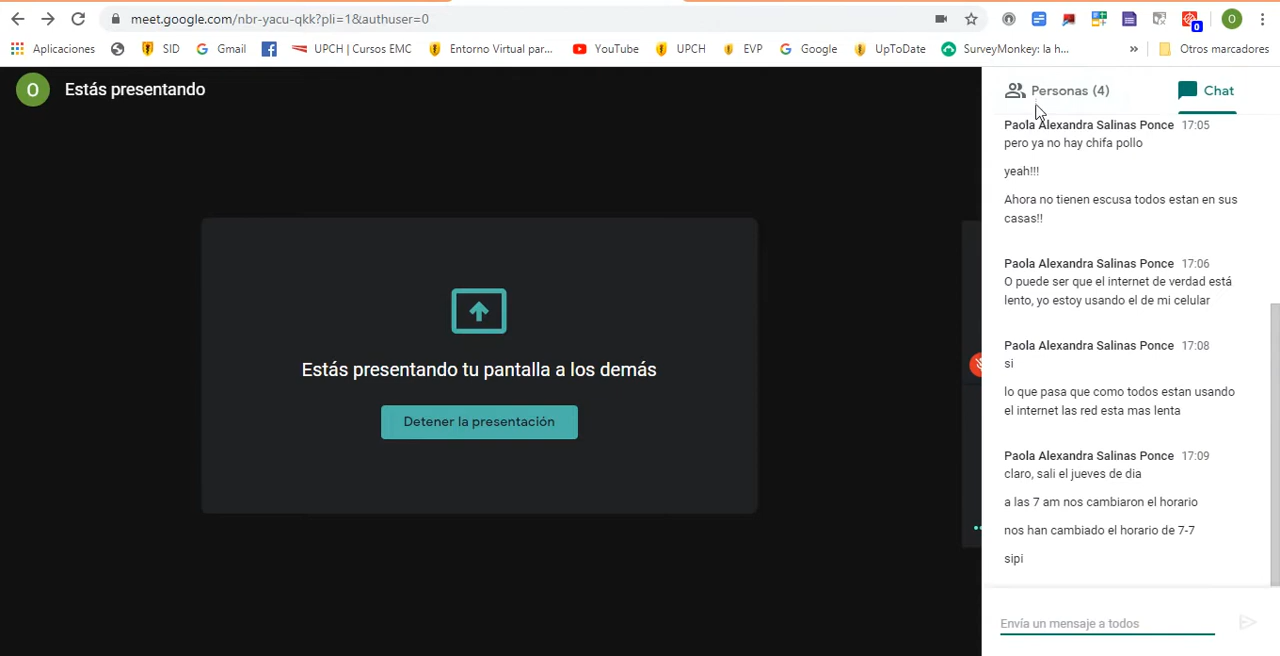 meet.google.com/nbr-yacu-qkk?pli=1&authuser=0
0
O
Aplicaciones
SID
Gmail
UPCH | Cursos EMC
Entorno Virtual par...
YouTube
UPCH
EVP
Google
UpToDate
SurveyMonkey: la h...
»
Otros marcadores
O
Estás presentando
Personas (4)
Chat
Paola Alexandra Salinas Ponce 17:05
pero ya no hay chifa pollo
yeah!!!
Ahora no tienen escusa todos estan en sus
casas!!
Paola Alexandra Salinas Ponce 17:06
O puede ser que el internet de verdad está
lento, yo estoy usando el de mi celular
Paola Alexandra Salinas Ponce 17:08
si
lo que pasa que como todos estan usando
el internet las red esta mas lenta
Paola Alexandra Salinas Ponce 17:09
claro, sali el jueves de dia
a las 7 am nos cambiaron el horario
nos han cambiado el horario de 7-7
sipi
Envía un mensaje a todos
Estás presentando tu pantalla a los demás
Detener la presentación